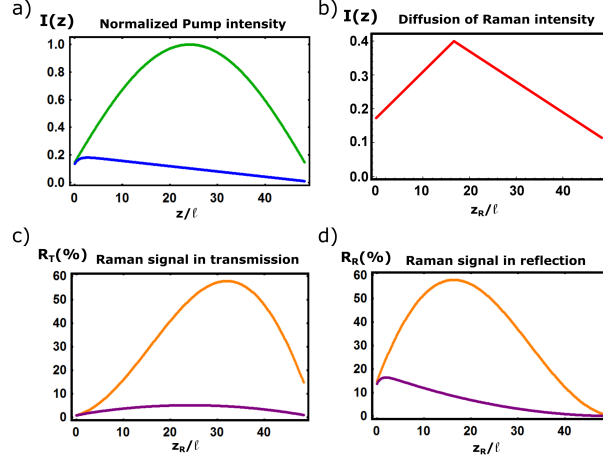 a)
I(z)
Normalized Pump intensity
1.0
0.8
0.6
0.4
0.2
0.0
0 10 20 30 40
z/ℓ
b)
I(z)
Diffusion of Raman intensity
0.4
0.3
0.2
0.1
0.0
0 10 20 30 40
z_R/ℓ
c)
R_T(%)
Raman signal in transmission
60
50
40
30
20
10
0
0 10 20 30 40
z_R/ℓ
d)
R_R(%)
Raman signal in reflection
60
50
40
30
20
10
0
0 10 20 30 40
z_R/ℓ